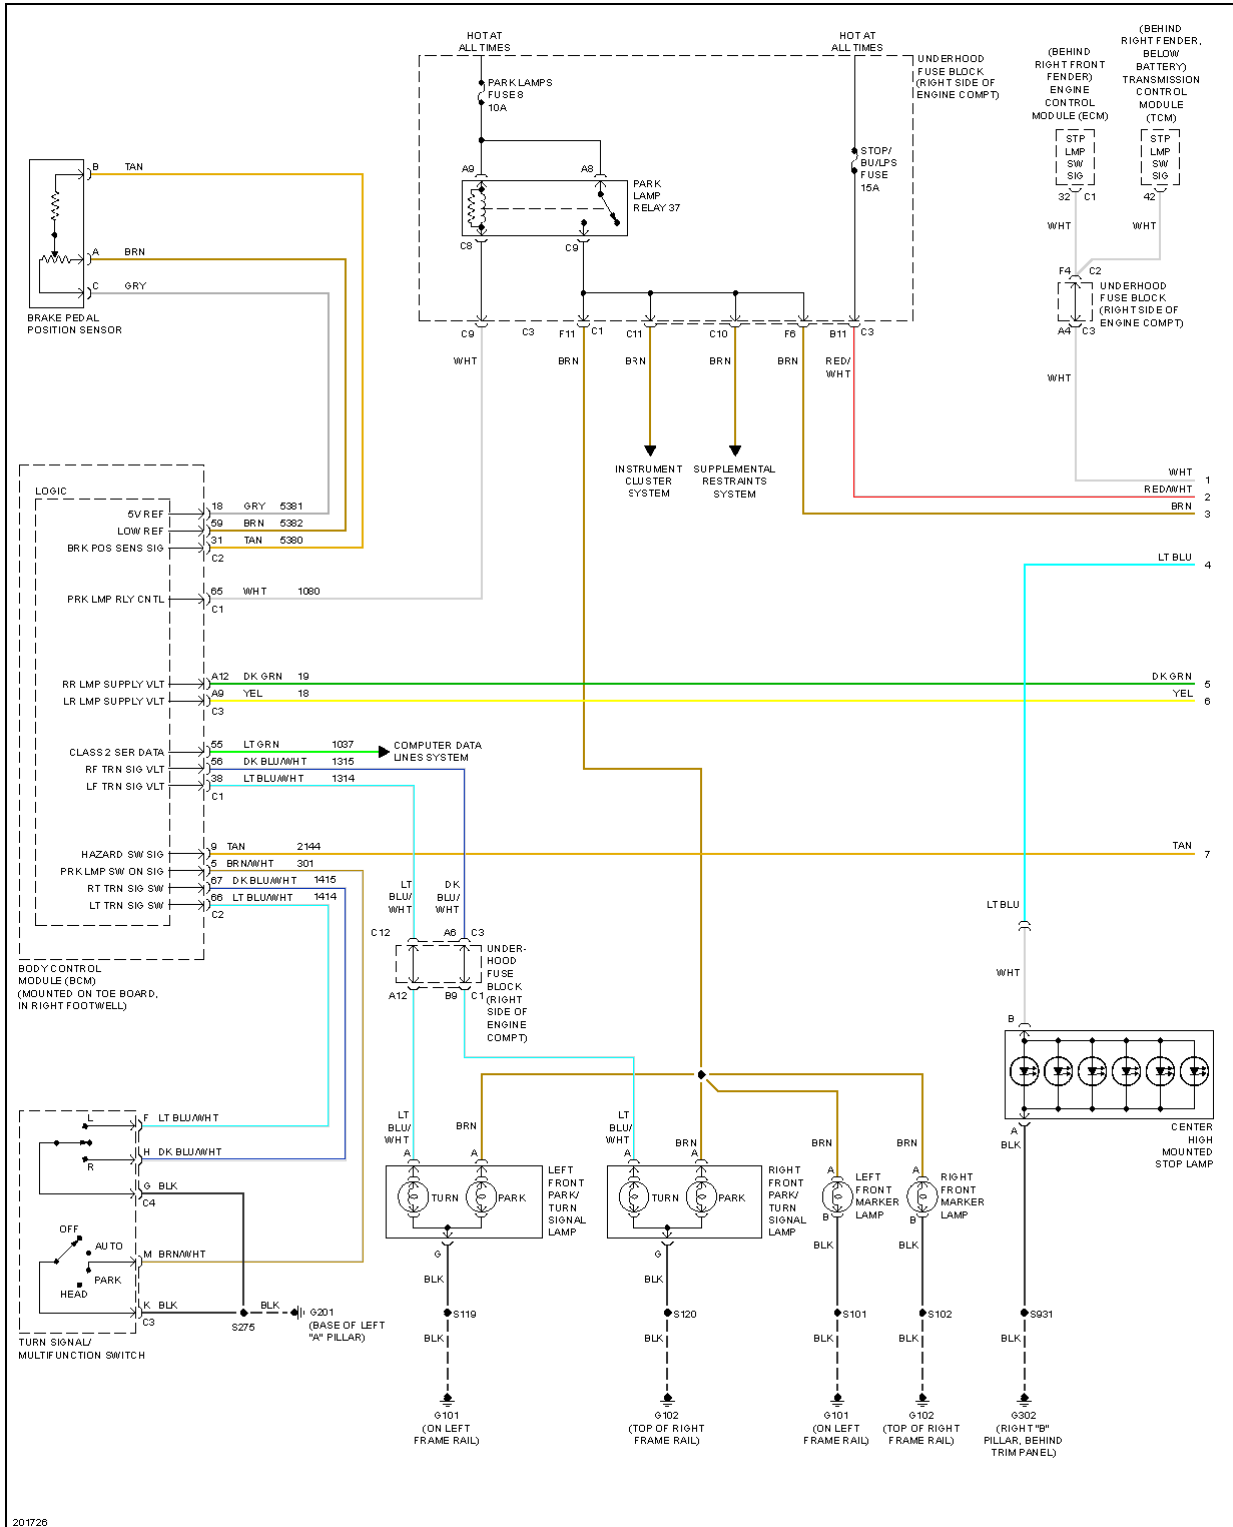 HOT AT
ALL TIMES
HOT AT
ALL TIMES
UNDERHOOD
FUSE BLOCK
(RIGHT SIDE OF
ENGINE COMPT)
PARK LAMPS
FUSE 8
10A
STOP/
BU/LPS
FUSE
15A
A9
A8
PARK
LAMP
RELAY 37
C8
C9
C9
C3
F11
C1
C11
C10
F6
B11
C3
WHT
BRN
BRN
BRN
BRN
RED/
WHT
INSTRUMENT
CLUSTER
SYSTEM
SUPPLEMENTAL
RESTRAINTS
SYSTEM
(BEHIND
RIGHT FRONT
FENDER)
ENGINE
CONTROL
MODULE (ECM)
(BEHIND
RIGHT FENDER,
BELOW
BATTERY)
TRANSMISSION
CONTROL
MODULE
(TCM)
STP
LMP
SW
SIG
STP
LMP
SW
SIG
32
C1
42
WHT
WHT
F4
C2
UNDERHOOD
FUSE BLOCK
(RIGHT SIDE OF
ENGINE COMPT)
A4
C3
WHT
WHT
1
RED/WHT
2
BRN
3
LT BLU
4
DK GRN
5
YEL
6
TAN
7
B
TAN
A
BRN
C
GRY
BRAKE PEDAL
POSITION SENSOR
LOGIC
5V REF
18
GRY
5381
LOW REF
59
BRN
5382
BRK POS SENS SIG
31
TAN
5380
C2
PRK LMP RLY CNTL
65
WHT
1080
C1
RR LMP SUPPLY VLT
A12
DK GRN
19
LR LMP SUPPLY VLT
A9
YEL
18
C3
CLASS 2 SER DATA
55
LT GRN
1037
COMPUTER DATA
LINES SYSTEM
RF TRN SIG VLT
56
DK BLU/WHT
1315
LF TRN SIG VLT
38
LT BLU/WHT
1314
C1
HAZARD SW SIG
9
TAN
2144
PRK LMP SW ON SIG
5
BRN/WHT
301
RT TRN SIG SW
67
DK BLU/WHT
1415
LT TRN SIG SW
66
LT BLU/WHT
1414
C2
BODY CONTROL
MODULE (BCM)
(MOUNTED ON TOE BOARD,
IN RIGHT FOOTWELL)
LT
BLU/
WHT
DK
BLU/
WHT
C12
A6
C3
UNDER-
HOOD
FUSE
BLOCK
(RIGHT
SIDE OF
ENGINE
COMPT)
A12
B9
C1
LT BLU
WHT
B
A
BLK
CENTER
HIGH
MOUNTED
STOP LAMP
L
F
LT BLU/WHT
R
H
DK BLU/WHT
G
BLK
C4
OFF
AUTO
PARK
HEAD
M
BRN/WHT
K
BLK
C3
TURN SIGNAL/
MULTIFUNCTION SWITCH
S275
BLK
G201
(BASE OF LEFT
"A" PILLAR)
LT
BLU/
WHT
BRN
A
A
TURN
PARK
LEFT
FRONT
PARK/
TURN
SIGNAL
LAMP
G
BLK
S119
BLK
G101
(ON LEFT
FRAME RAIL)
LT
BLU/
WHT
BRN
A
A
TURN
PARK
RIGHT
FRONT
PARK/
TURN
SIGNAL
LAMP
G
BLK
S120
BLK
G102
(TOP OF RIGHT
FRAME RAIL)
BRN
A
LEFT
FRONT
MARKER
LAMP
B
BLK
S101
BLK
G101
(ON LEFT
FRAME RAIL)
BRN
A
RIGHT
FRONT
MARKER
LAMP
B
BLK
S102
BLK
G102
(TOP OF RIGHT
FRAME RAIL)
S931
BLK
G302
(RIGHT "B"
PILLAR, BEHIND
TRIM PANEL)
201726